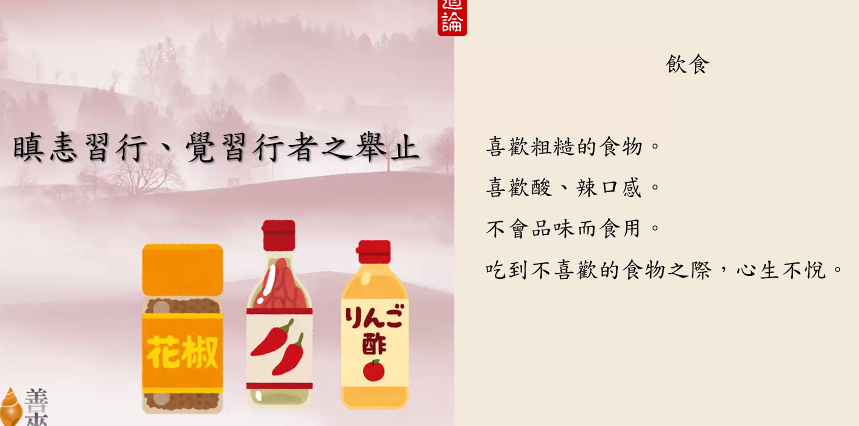 道論
瞋恚習行、覺習行者之舉止
花椒
りんご
酢
善來
飲食
喜歡粗糙的食物。
喜歡酸、辣口感。
不會品味而食用。
吃到不喜歡的食物之際，心生不悅。